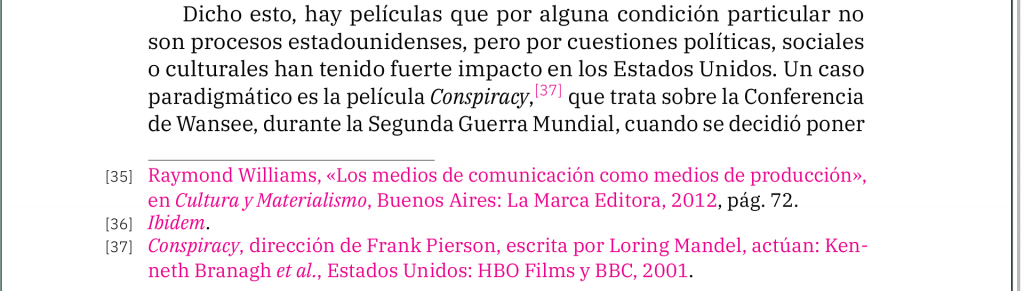 Dicho esto, hay películas que por alguna condición particular no
son procesos estadounidenses, pero por cuestiones políticas, sociales
o culturales han tenido fuerte impacto en los Estados Unidos. Un caso
paradigmático es la película Conspiracy,[37] que trata sobre la Conferencia
de Wansee, durante la Segunda Guerra Mundial, cuando se decidió poner
[35] Raymond Williams, «Los medios de comunicación como medios de producción»,
en Cultura y Materialismo, Buenos Aires: La Marca Editora, 2012, pág. 72.
[36] Ibidem.
[37] Conspiracy, dirección de Frank Pierson, escrita por Loring Mandel, actúan: Ken-
neth Branagh et al., Estados Unidos: HBO Films y BBC, 2001.